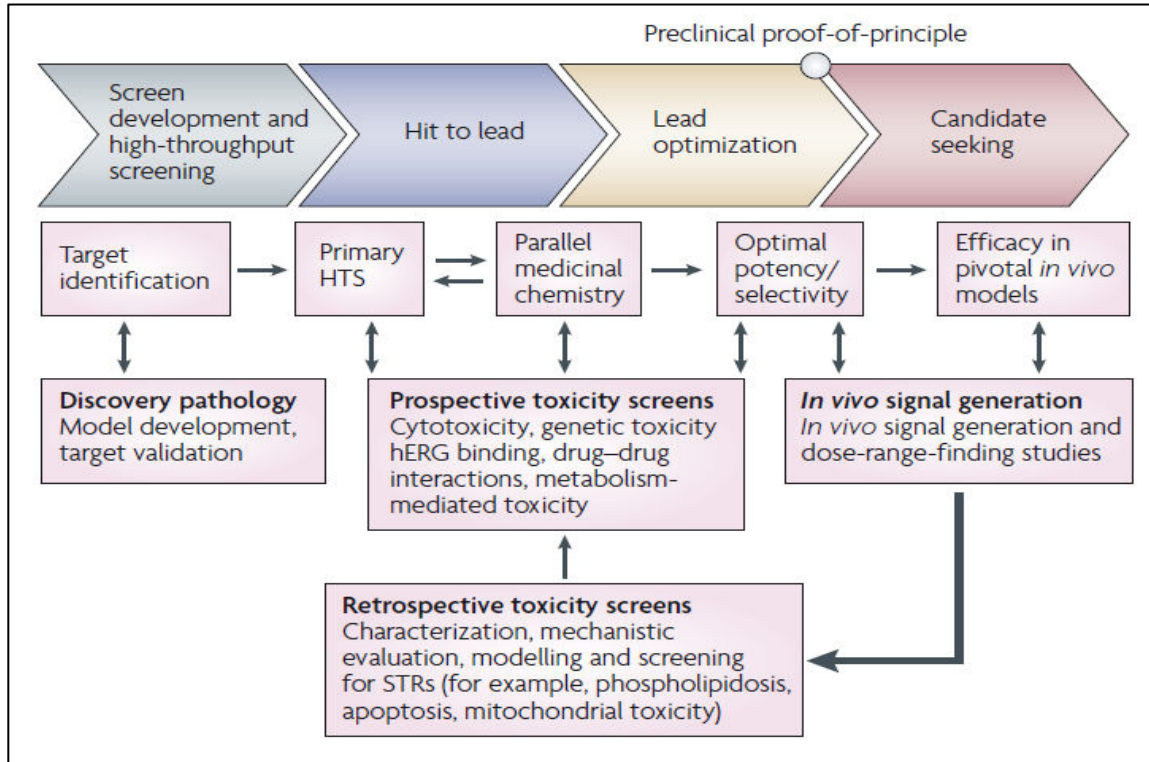 Preclinical proof-of-principle
Screen
development and
high-throughput
screening
Hit to lead
Lead
optimization
Candidate
seeking
Target
identification
Primary
HTS
Parallel
medicinal
chemistry
Optimal
potency/
selectivity
Efficacy in
pivotal in vivo
models
Discovery pathology
Model development,
target validation
Prospective toxicity screens
Cytotoxicity, genetic toxicity
hERG binding, drug–drug
interactions, metabolism-
mediated toxicity
In vivo signal generation
In vivo signal generation and
dose-range-finding studies
Retrospective toxicity screens
Characterization, mechanistic
evaluation, modelling and screening
for STRs (for example, phospholipidosis,
apoptosis, mitochondrial toxicity)